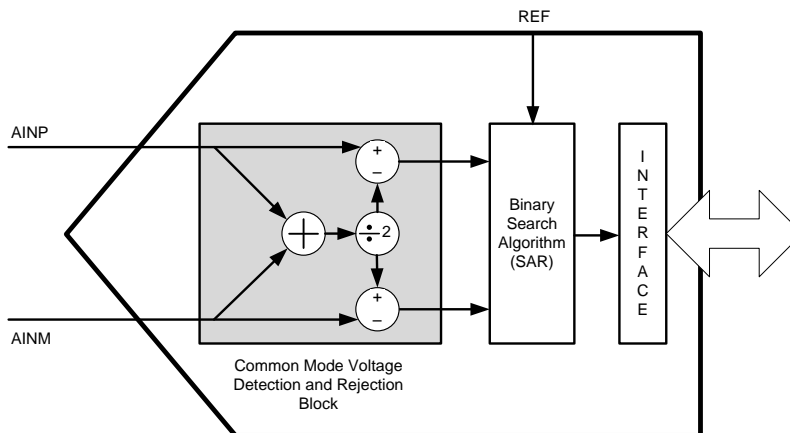 REF
AINP
+
–
÷2
+
–
AINM
Binary
Search
Algorithm
(SAR)
I
N
T
E
R
F
A
C
E
Common Mode Voltage
Detection and Rejection
Block